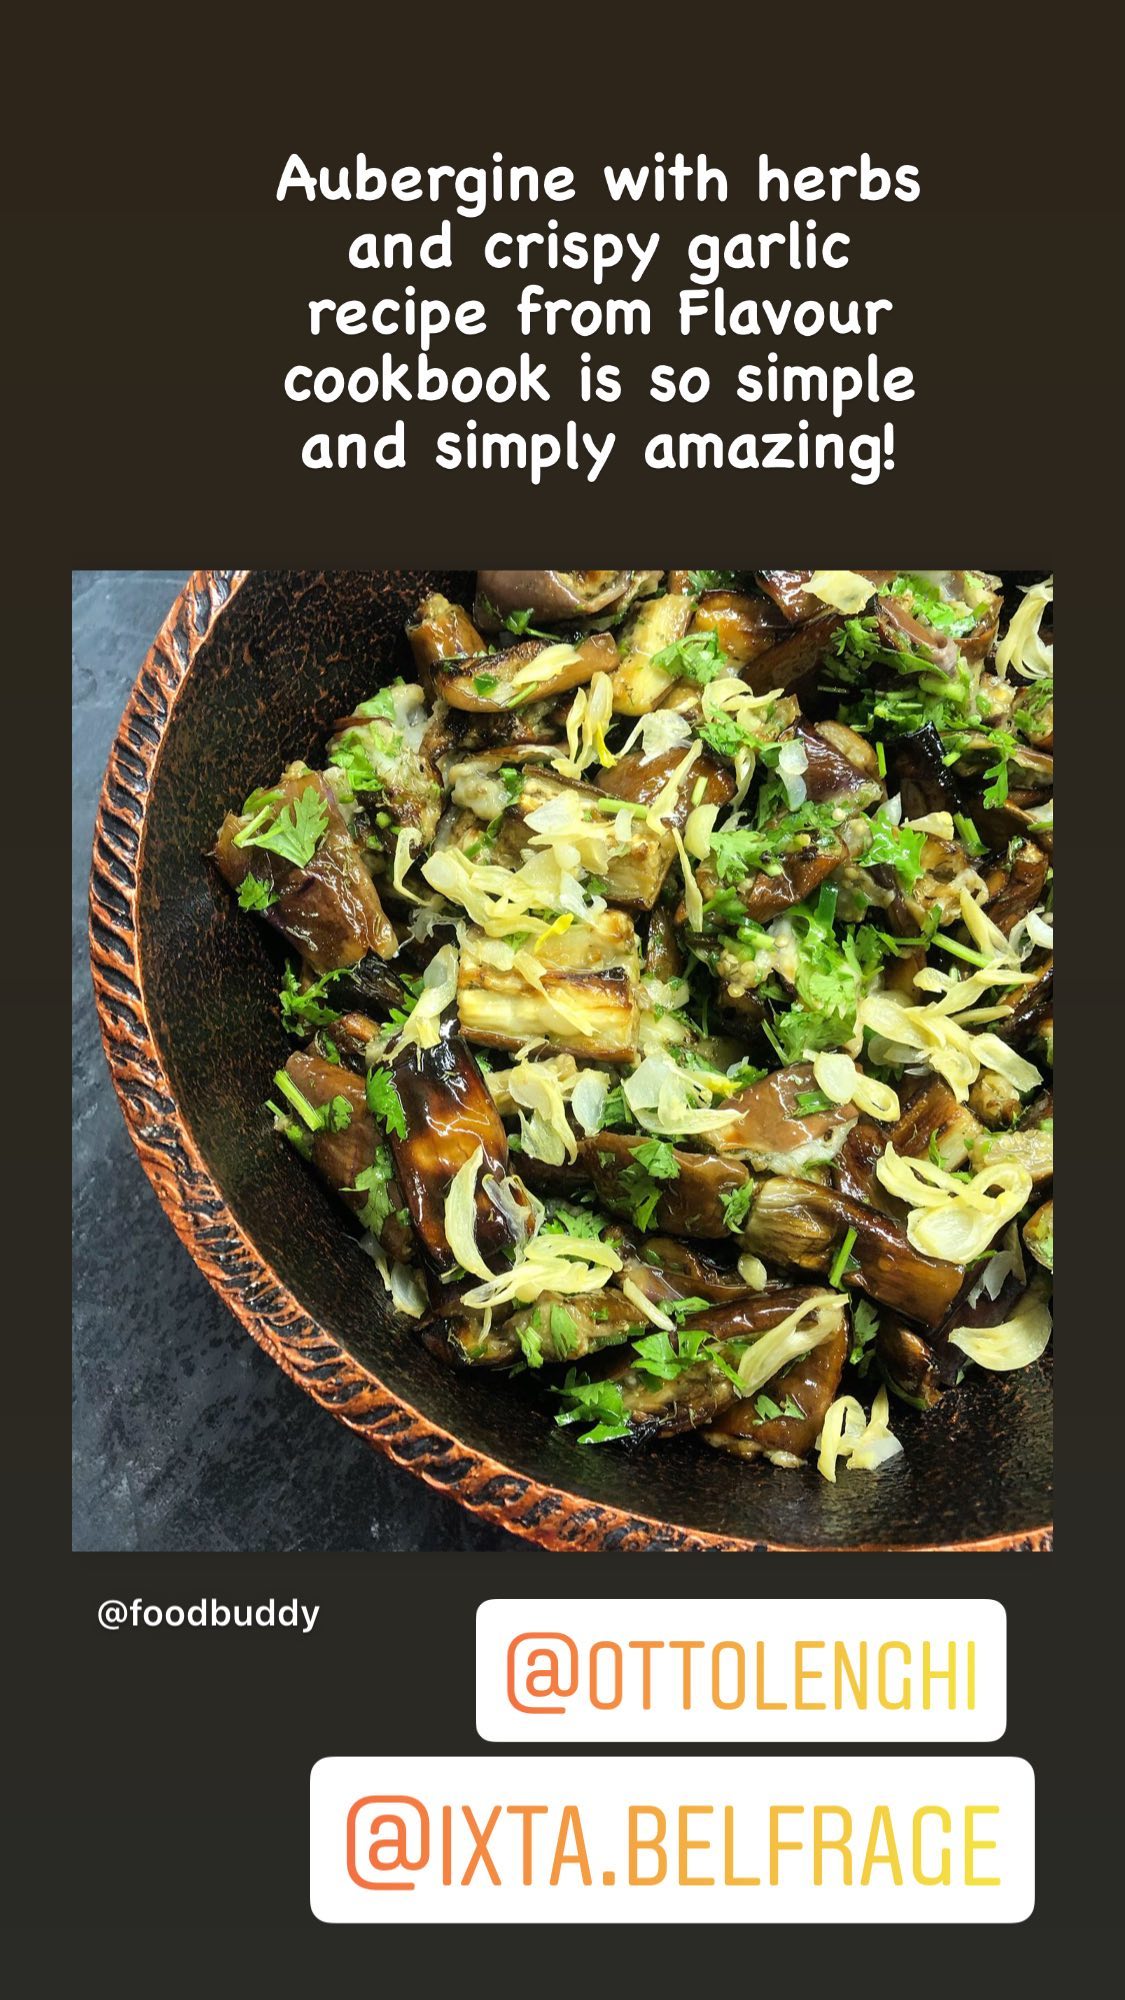 Aubergine with herbs
and crispy garlic
recipe from Flavour
cookbook is so simple
and simply amazing!
@foodbuddy
@OTTOLENGHI
@IXTA.BELFRAGE